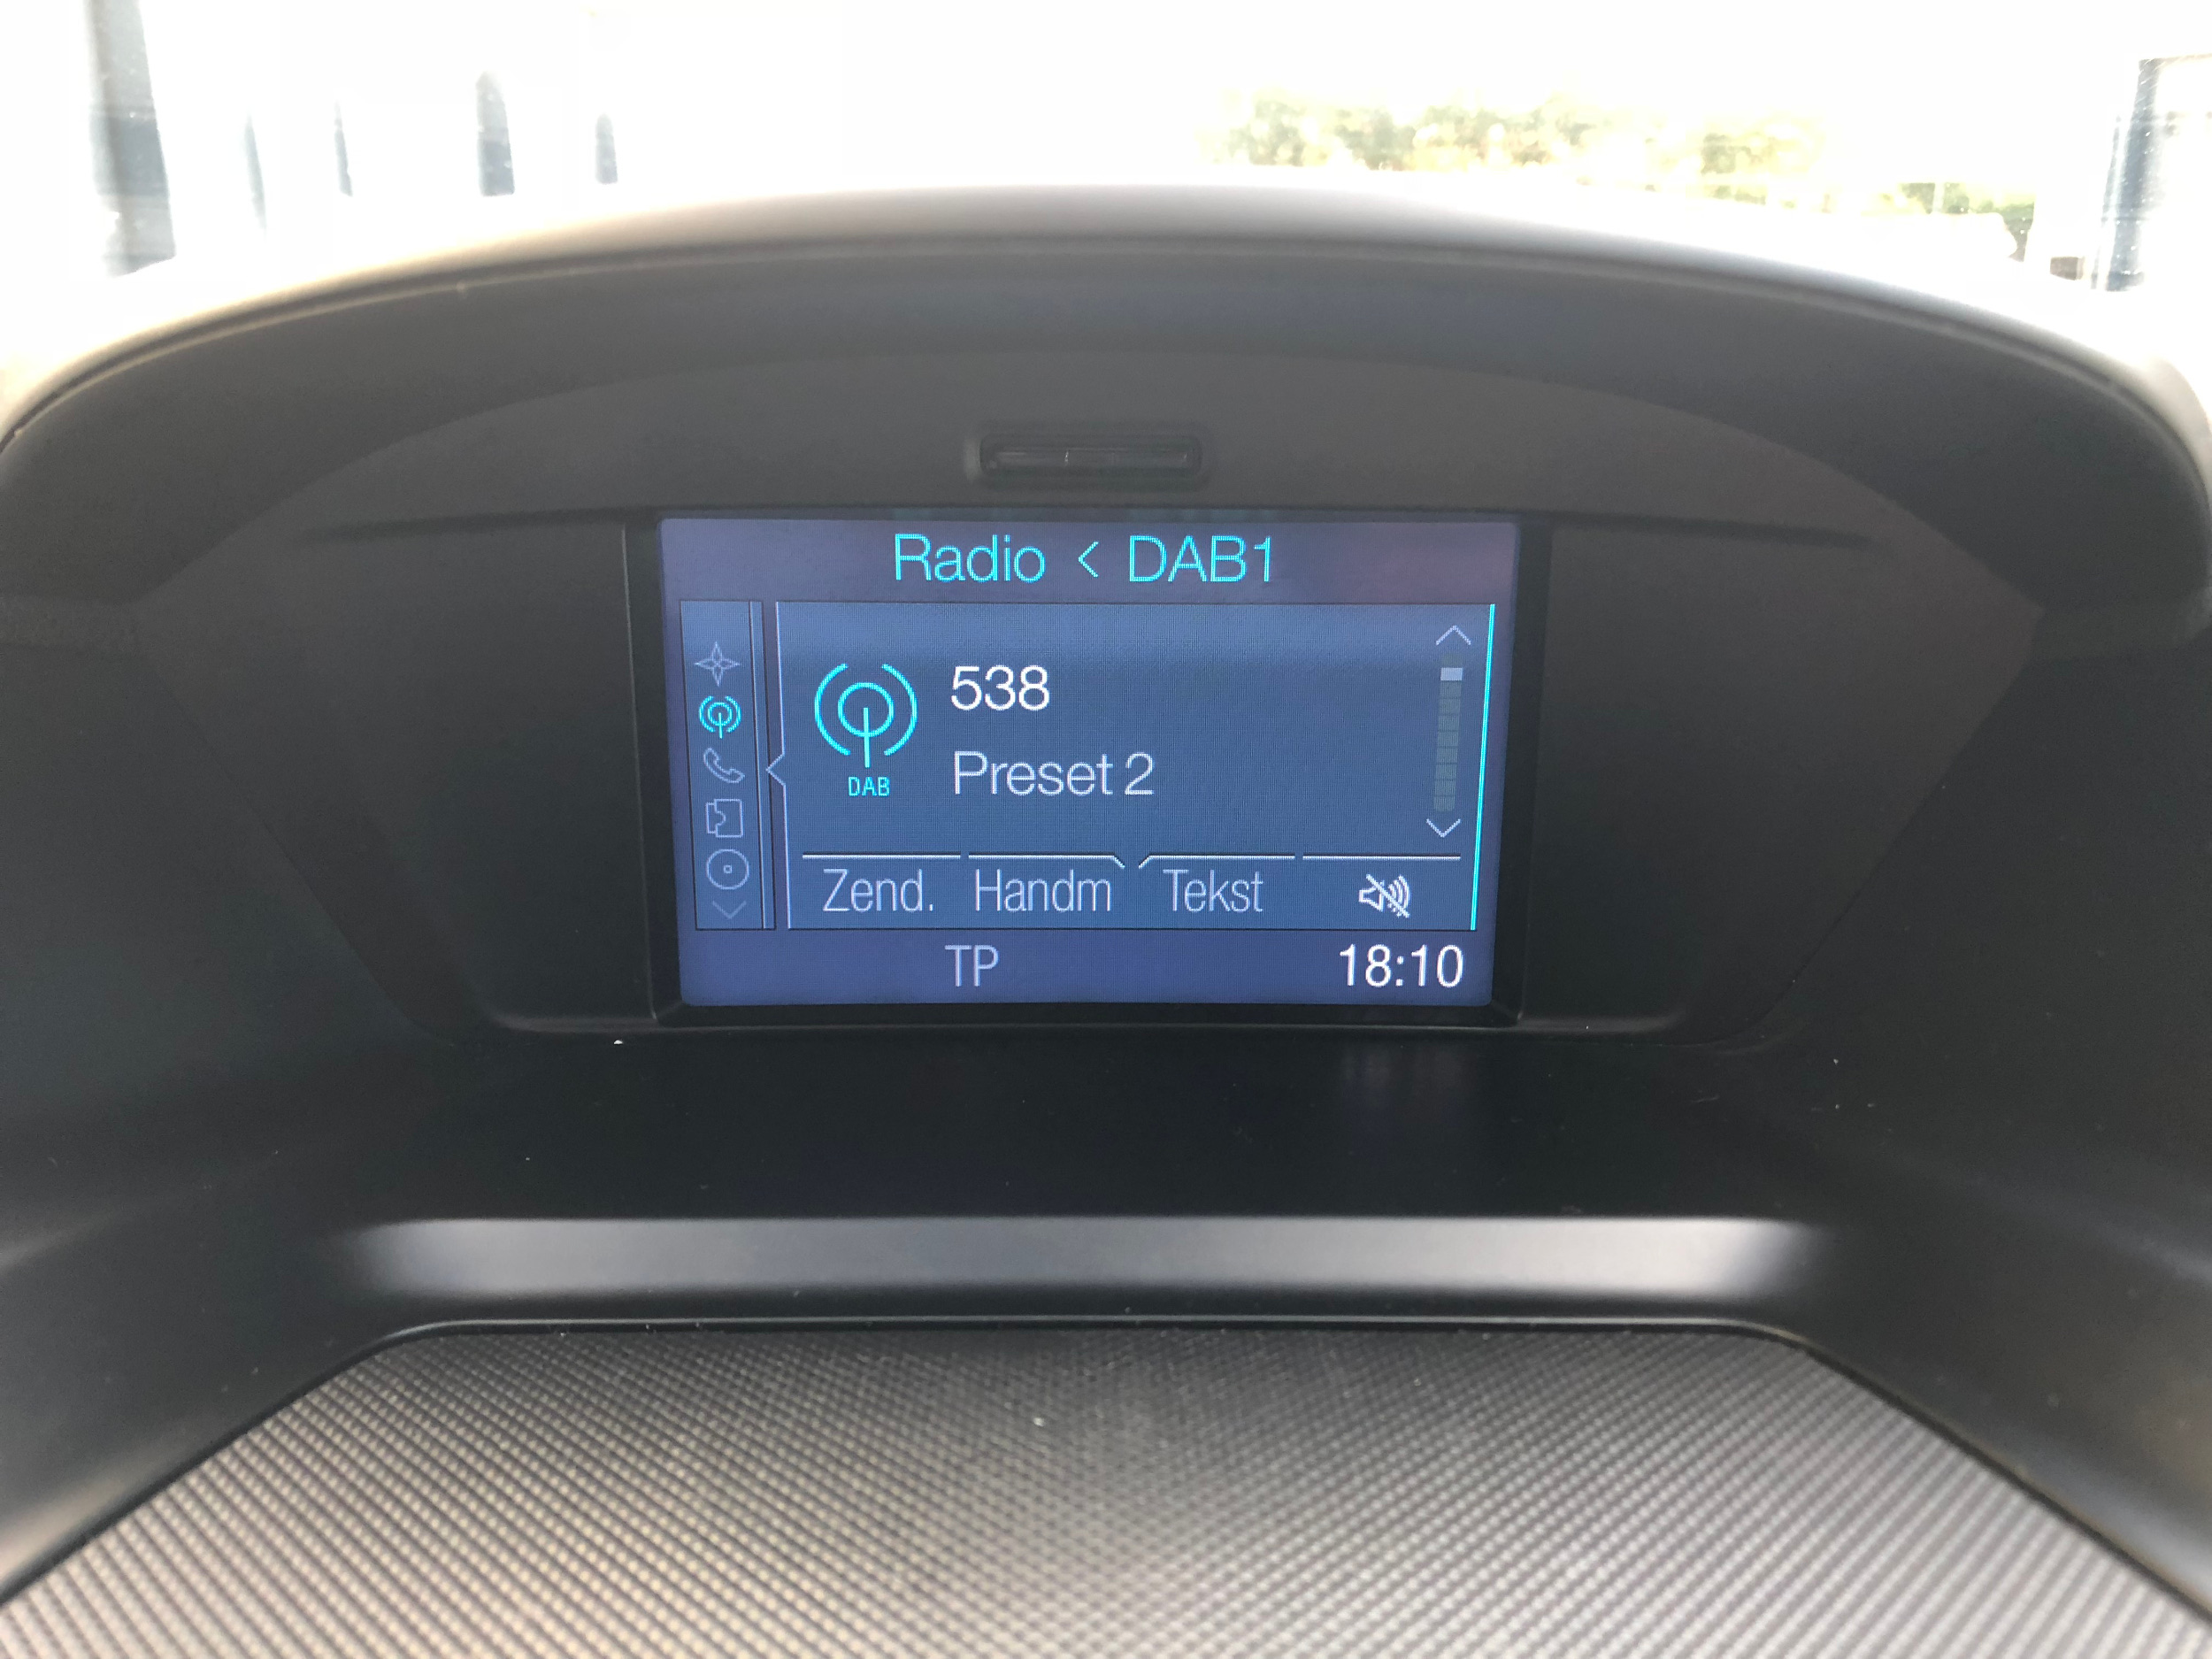 Radio < DAB1
538
DAB
Preset 2
Zend. Handm Tekst
TP 18:10